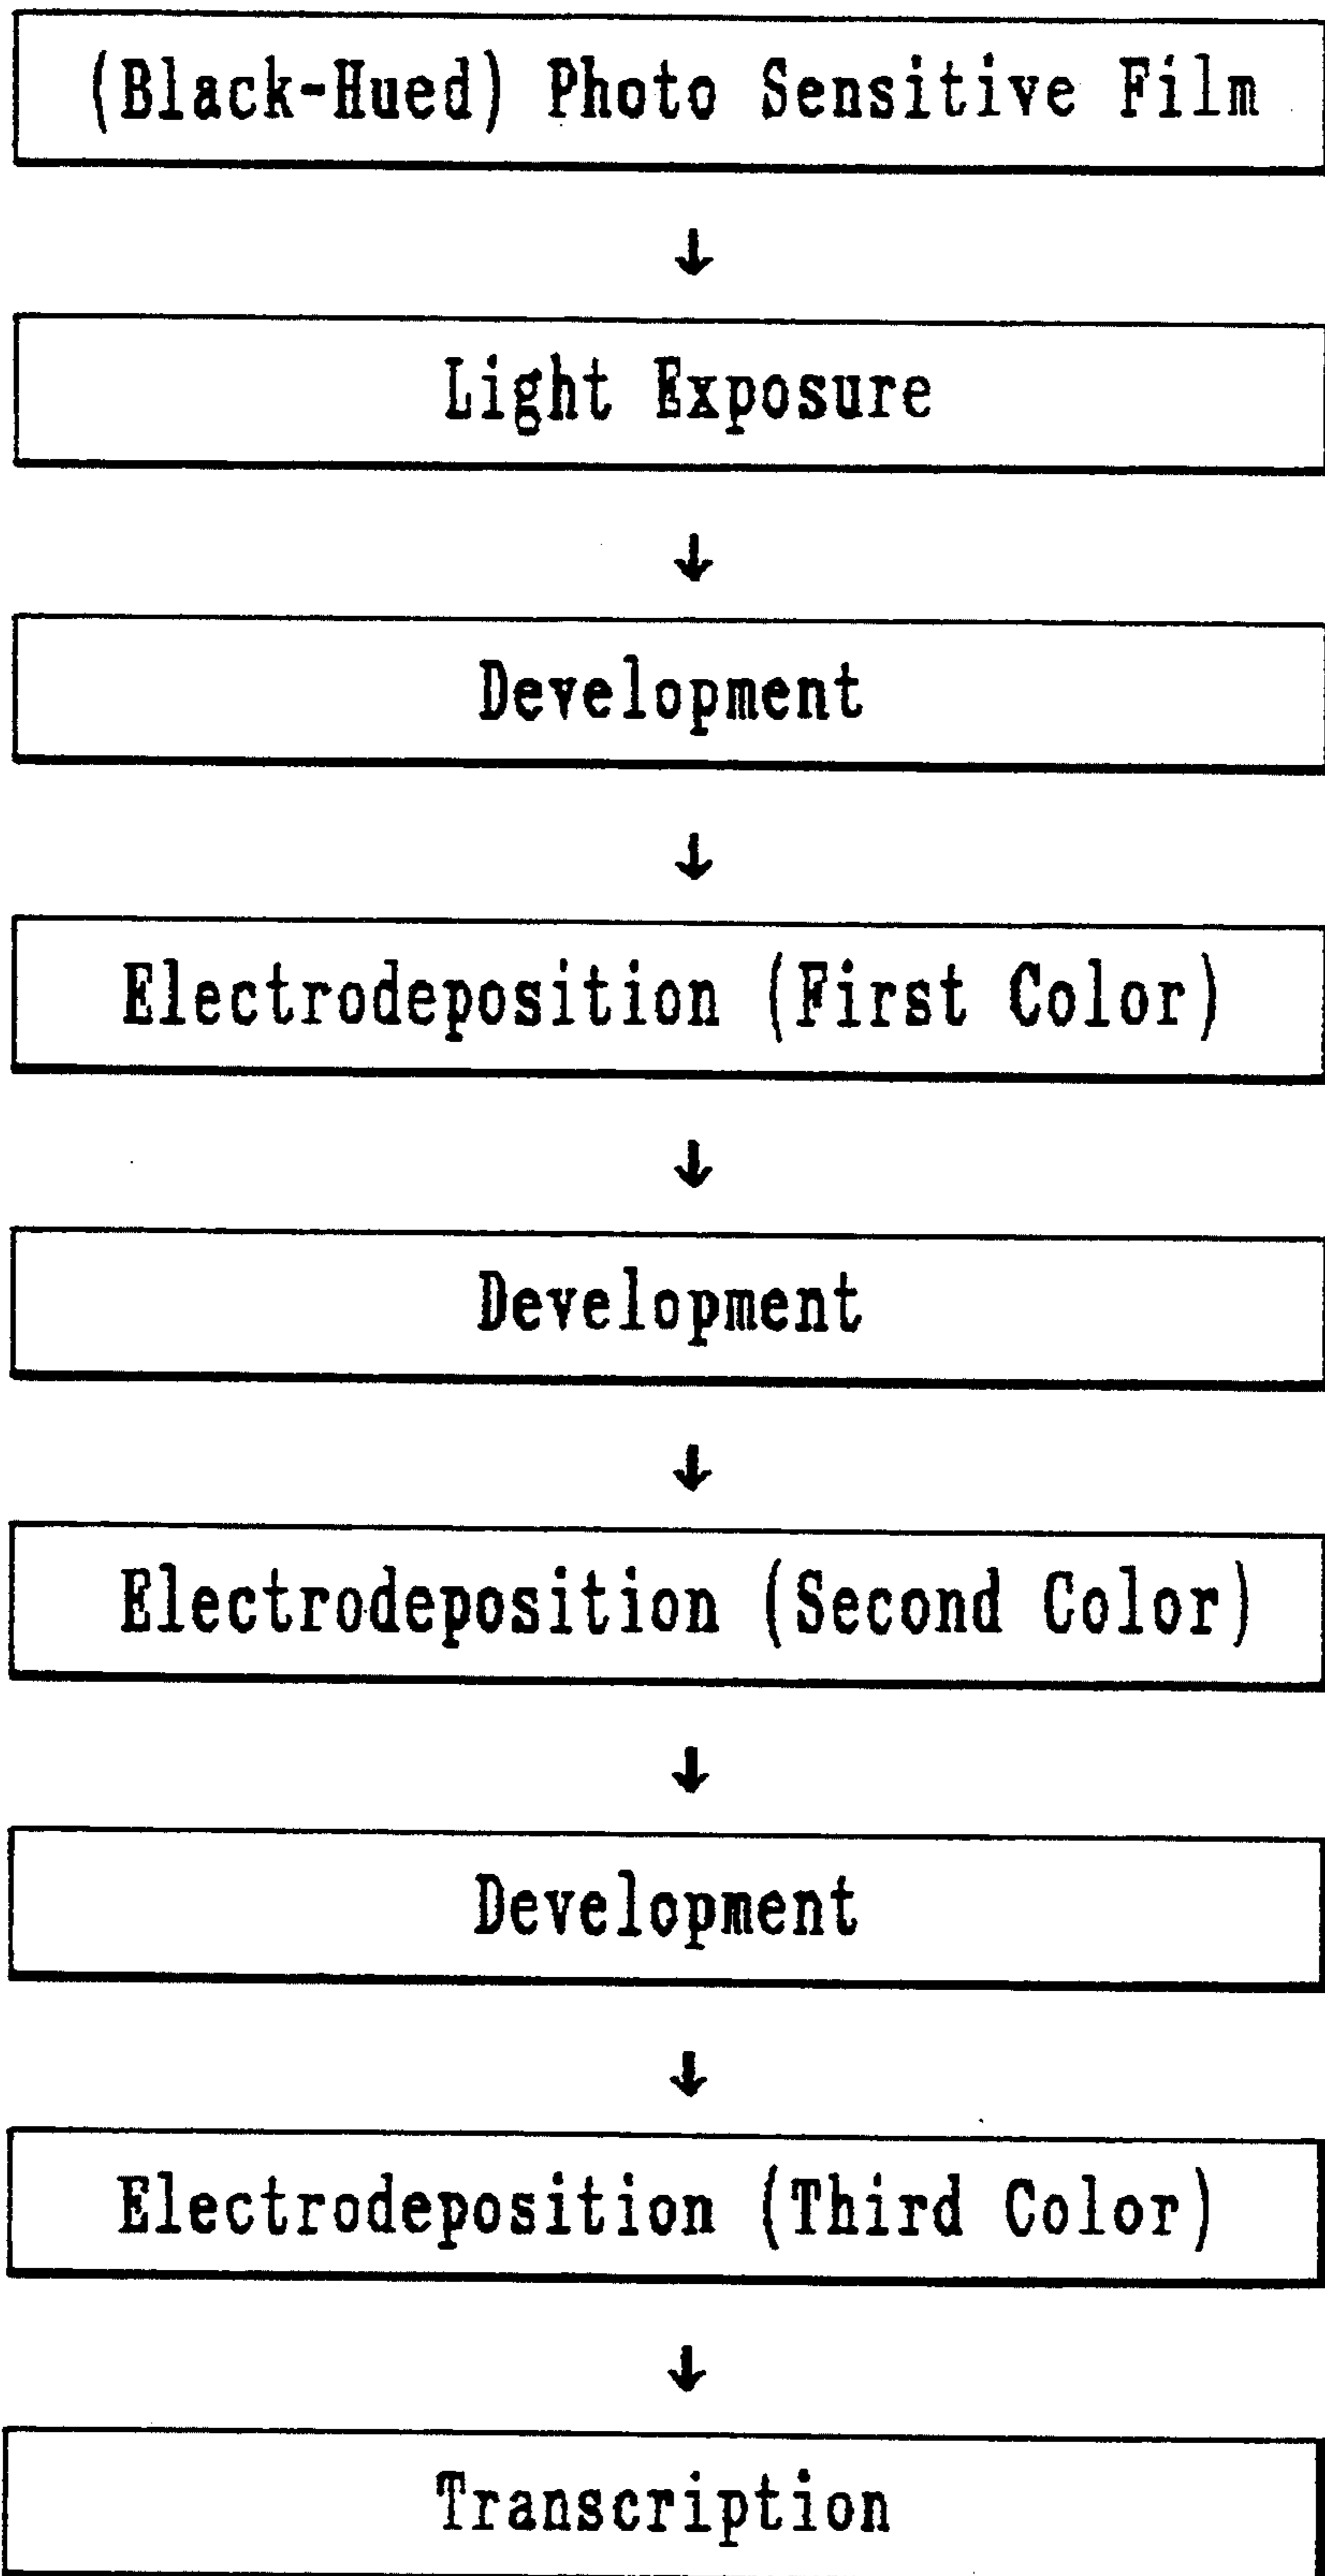 (Black-Hued) Photo Sensitive Film
↓
Light Exposure
↓
Development
↓
Electrodeposition (First Color)
↓
Development
↓
Electrodeposition (Second Color)
↓
Development
↓
Electrodeposition (Third Color)
↓
Transcription